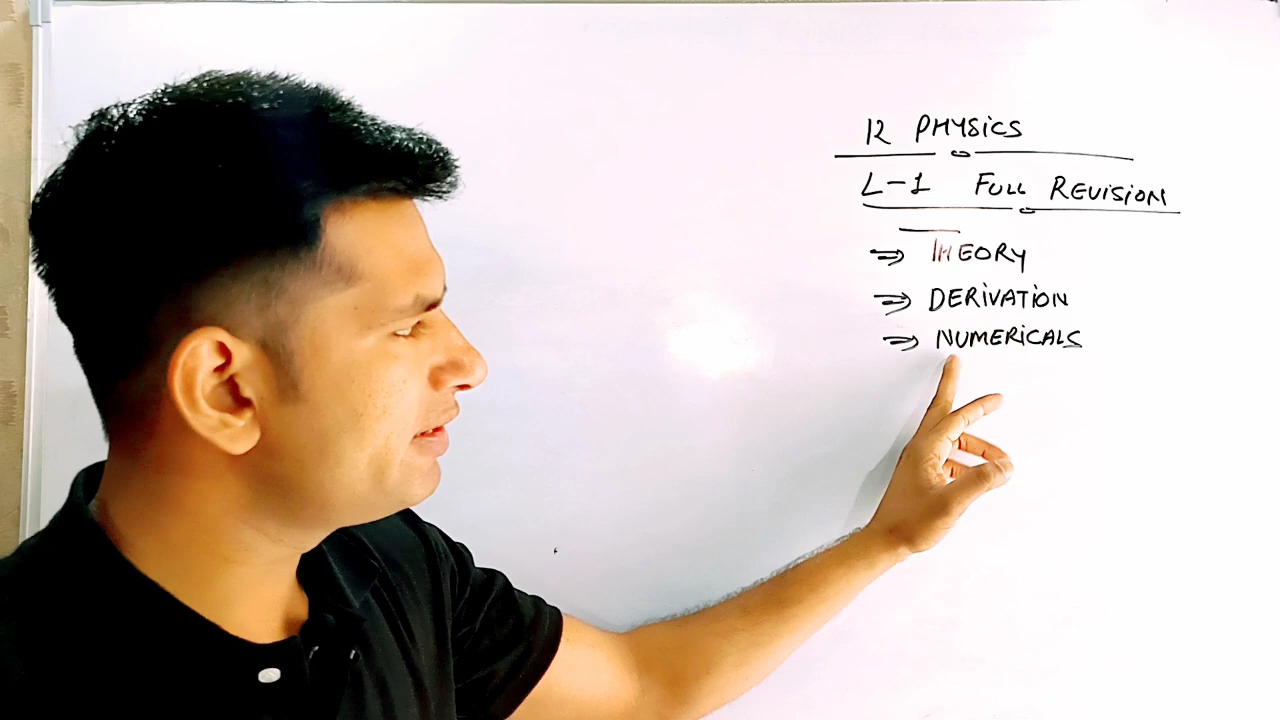 12 PHYSICS
L-1 FULL REVISION
⇒ THEORY
⇒ DERIVATION
⇒ NUMERICALS